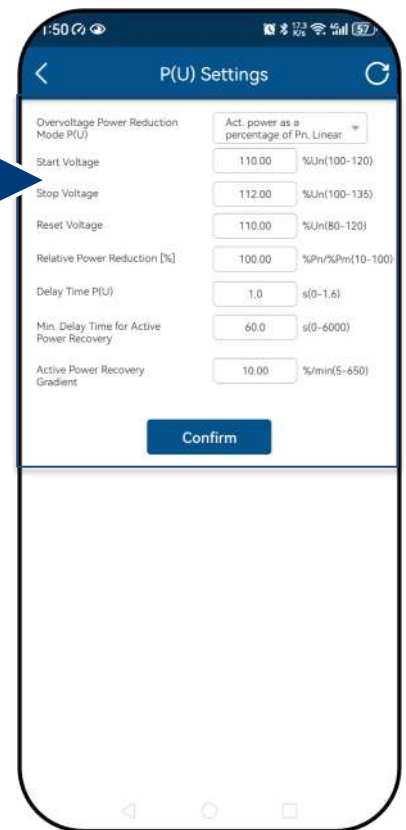 1:50
17.3 K/s 57
P(U) Settings
Overvoltage Power Reduction
Mode P(U)
Act. power as a
percentage of Pn, Linear
Start Voltage 110.00 %Un(100~120)
Stop Voltage 112.00 %Un(100~135)
Reset Voltage 110.00 %Un(80~120)
Relative Power Reduction [%] 100.00 %Pn/%Pm(10~100)
Delay Time P(U) 1.0 s(0~1.6)
Min. Delay Time for Active
Power Recovery
60.0 s(0~6000)
Active Power Recovery
Gradient
10.00 %/min(5~650)
Confirm